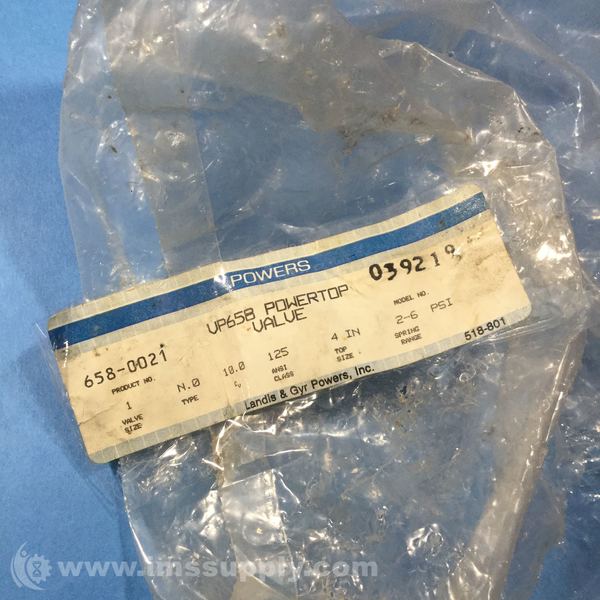 POWERS
039219
VP658 POWERTOP
VALVE
658-0021
PRODUCT NO.
MODEL NO.
1
N.O
10.0
125
4 IN
2-6 PSI
VALVE
SIZE
TYPE
ANSI
CLASS
TOP
SIZE
SPRING
RANGE
Landis & Gyr Powers, Inc.
518-801
www.imssupply.com